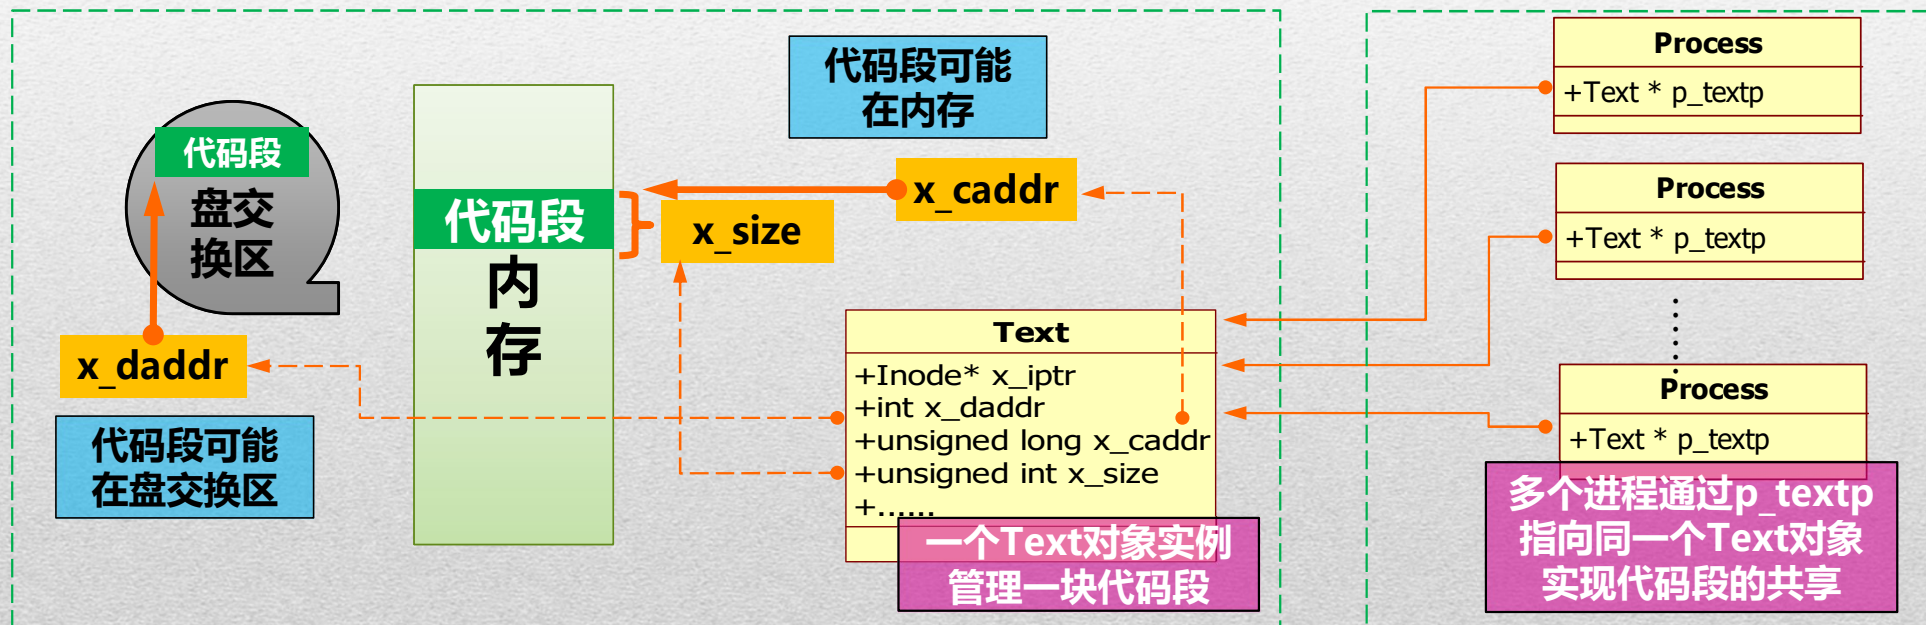 代码段
盘交
换区
x_daddr
代码段可能
在盘交换区
代码段
内
存
代码段可能
在内存
x_caddr
x_size
Text
+Inode* x_iptr
+int x_daddr
+unsigned long x_caddr
+unsigned int x_size
+......
一个Text对象实例
管理一块代码段
Process
+Text * p_textp
Process
+Text * p_textp
Process
+Text * p_textp
多个进程通过p_textp
指向同一个Text对象
实现代码段的共享